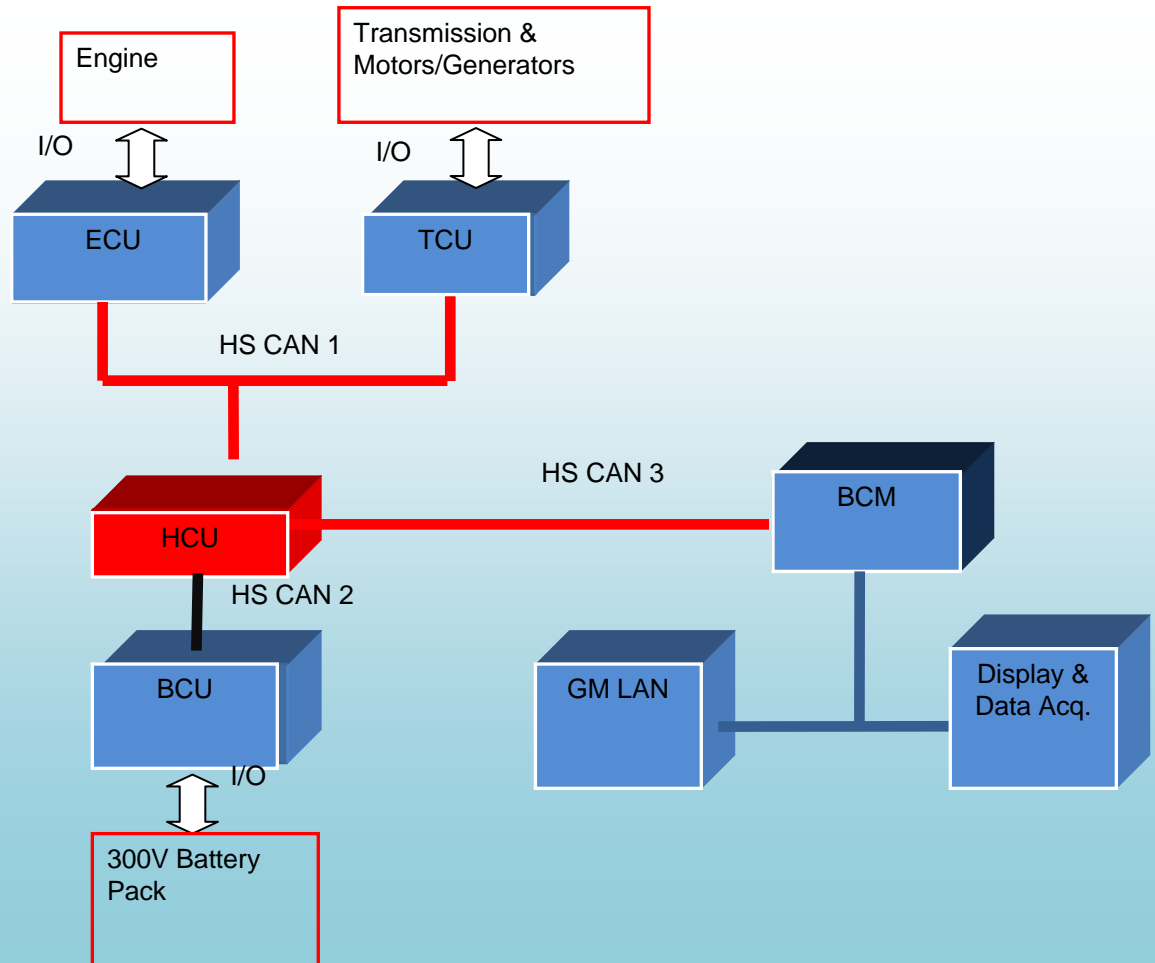 Engine
Transmission &
Motors/Generators
I/O
I/O
ECU
TCU
HS CAN 1
HS CAN 3
BCM
HCU
HS CAN 2
BCU
GM LAN
Display &
Data Acq.
I/O
300V Battery
Pack